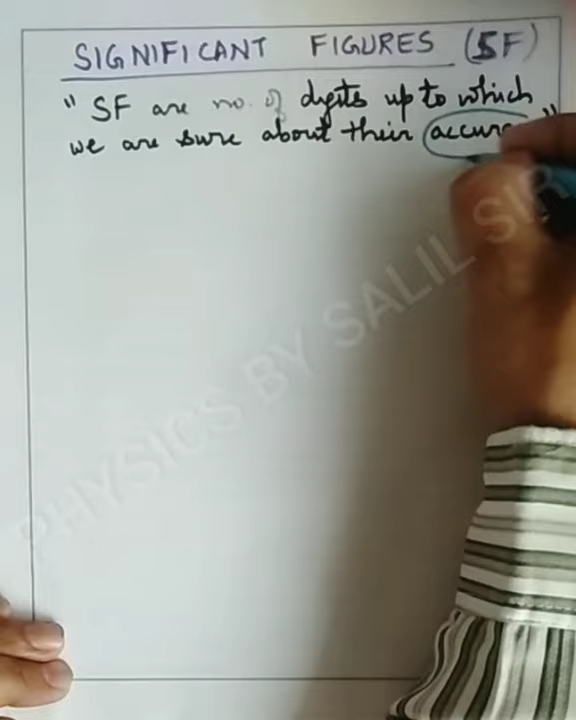 SIGNIFICANT FIGURES (SF)
" SF are no. of digits up to which
we are sure about their "
PHYSICS BY SALIL SIR